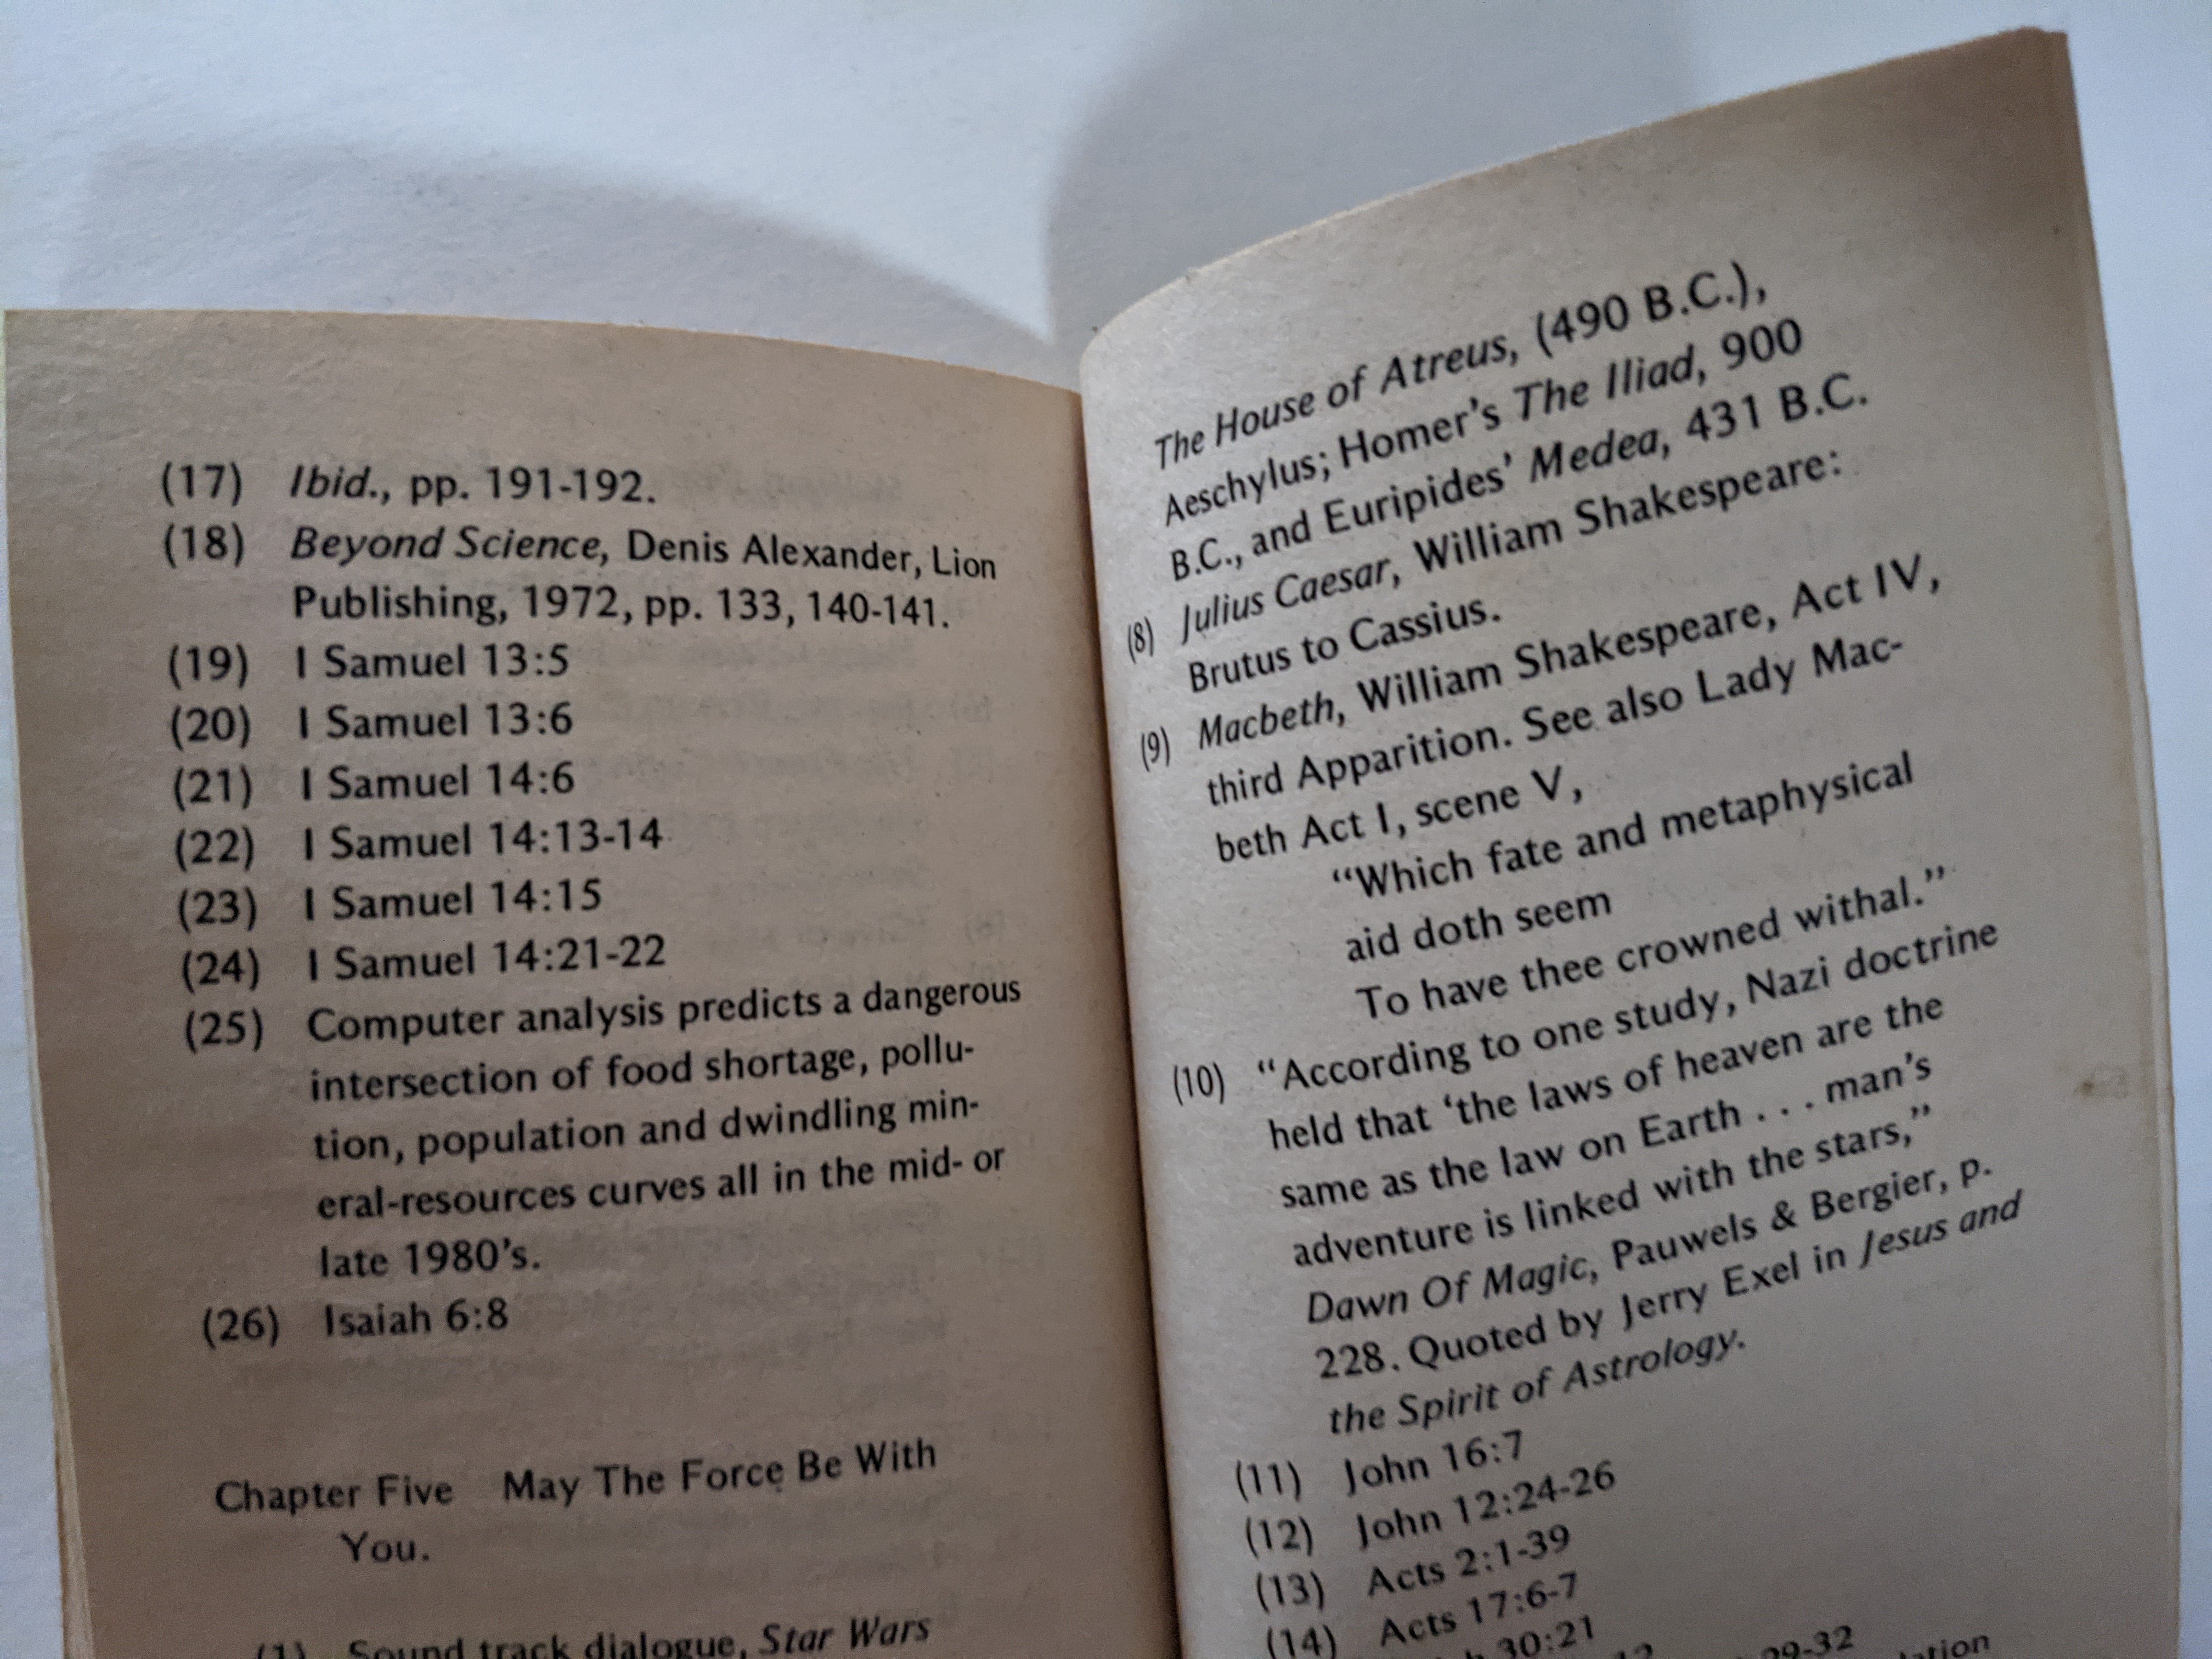 (17) Ibid., pp. 191-192.
(18) Beyond Science, Denis Alexander, Lion
Publishing, 1972, pp. 133, 140-141.
(19) I Samuel 13:5
(20) I Samuel 13:6
(21) I Samuel 14:6
(22) I Samuel 14:13-14
(23) I Samuel 14:15
(24) I Samuel 14:21-22
(25) Computer analysis predicts a dangerous
intersection of food shortage, pollu-
tion, population and dwindling min-
eral-resources curves all in the mid- or
late 1980's.
(26) Isaiah 6:8
Chapter Five May The Force Be With
You.
(1) Sound track dialogue, Star Wars
The House of Atreus, (490 B.C.),
Aeschylus; Homer's The Iliad, 900
B.C., and Euripides' Medea, 431 B.C.
(8) Julius Caesar, William Shakespeare:
Brutus to Cassius.
(9) Macbeth, William Shakespeare, Act IV,
third Apparition. See also Lady Mac-
beth Act I, scene V,
"Which fate and metaphysical
aid doth seem
To have thee crowned withal."
(10) "According to one study, Nazi doctrine
held that 'the laws of heaven are the
same as the law on Earth . . . man's
adventure is linked with the stars,"
Dawn Of Magic, Pauwels & Bergier, p.
228. Quoted by Jerry Exel in Jesus and
the Spirit of Astrology.
(11) John 16:7
(12) John 12:24-26
(13) Acts 2:1-39
(14) Acts 17:6-7
30:21
29-32